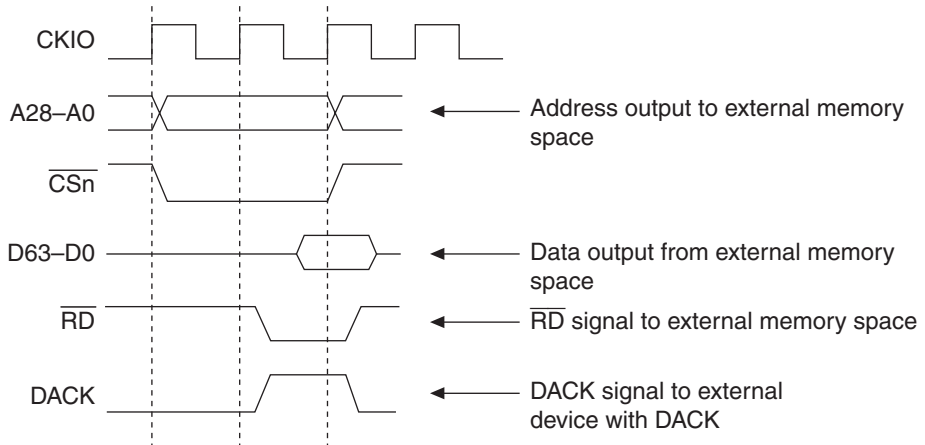 CKIO
A28–A0
Address output to external memory
space
CSn
D63–D0
Data output from external memory
space
RD
RD signal to external memory space
DACK
DACK signal to external
device with DACK